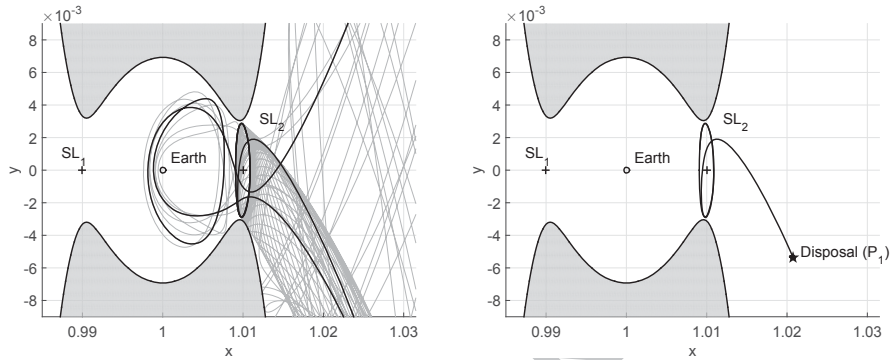 ×10⁻³
8
6
4
2
0
-2
-4
-6
-8
y
SL₁
Earth
SL₂
0.99
1
1.01
1.02
1.03
x
×10⁻³
8
6
4
2
0
-2
-4
-6
-8
y
SL₁
Earth
SL₂
Disposal (P₁)
0.99
1
1.01
1.02
1.03
x